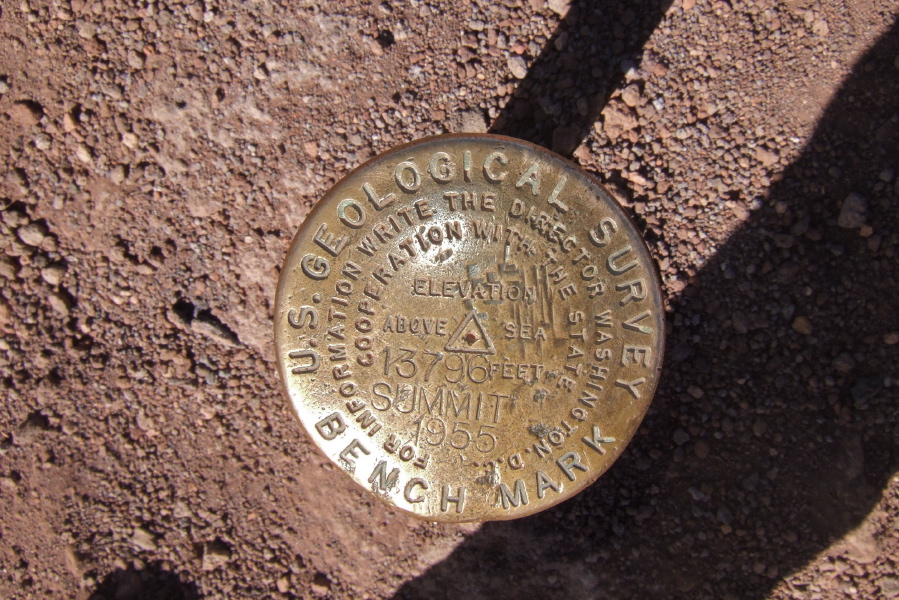 U.S. GEOLOGICAL SURVEY
BENCH MARK
FOR INFORMATION WRITE THE DIRECTOR WASHINGTON, D.C.
COOPERATION WITH THE STATE
ELEVATION
ABOVE SEA
13796 FEET
SUMMIT
1955